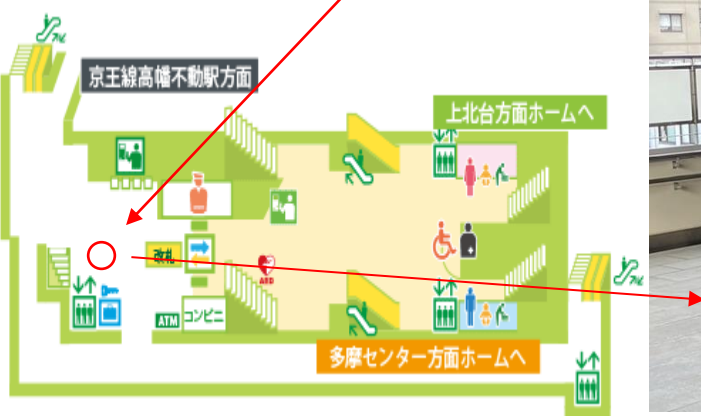 京王線高幡不動駅方面
上北台方面ホームへ
改札
AED
ATM
コンビニ
多摩センター方面ホームへ